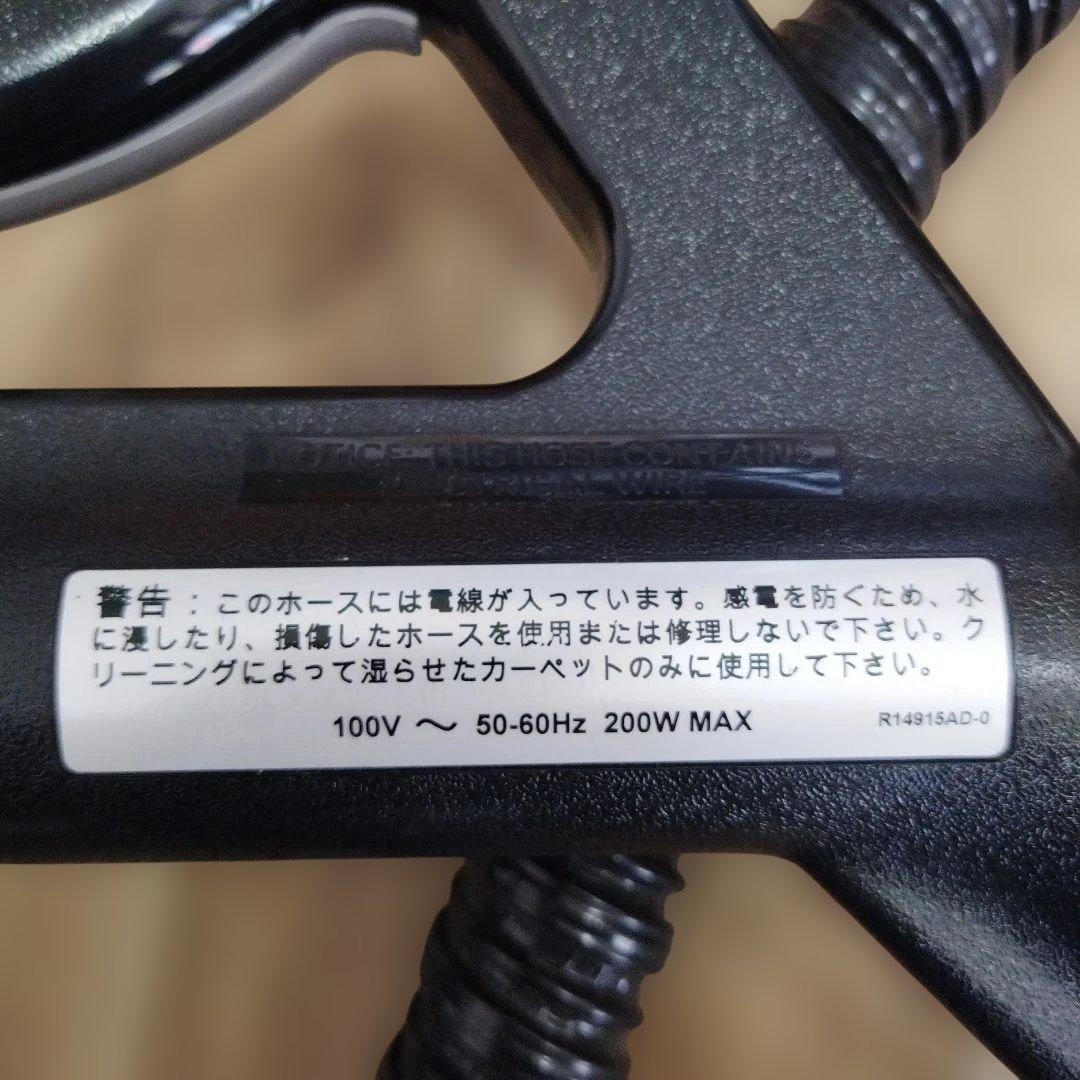 NOTICE: THIS HOSE CONTAINS
WIRE
警告：このホースには電線が入っています。感電を防ぐため、水
に浸したり、損傷したホースを使用または修理しないで下さい。ク
リーニングによって湿らせたカーペットのみに使用して下さい。
100V ～ 50-60Hz 200W MAX
R14915AD-0